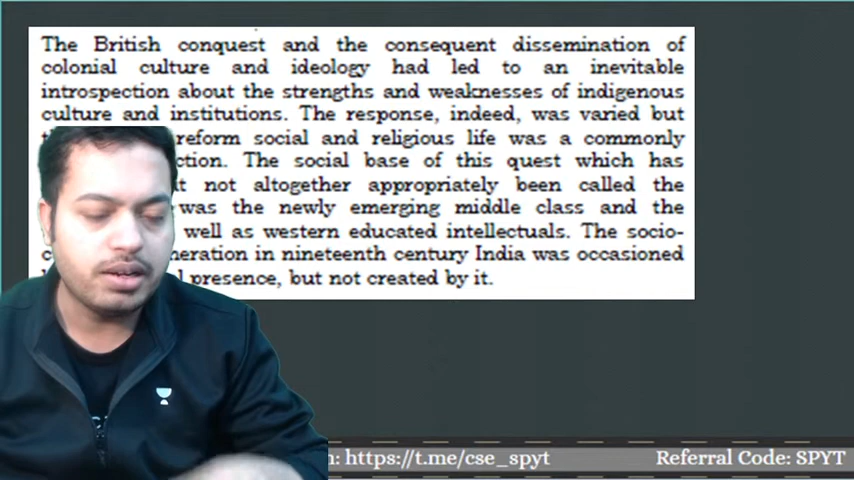 The British conquest and the consequent dissemination of
colonial culture and ideology had led to an inevitable
introspection about the strengths and weaknesses of indigenous
culture and institutions. The response, indeed, was varied but
reform social and religious life was a commonly
The social base of this quest which has
not altogether appropriately been called the
was the newly emerging middle class and the
well as western educated intellectuals. The socio-
in nineteenth century India was occasioned
presence, but not created by it.
https://t.me/cse_spyt
Referral Code: SPYT